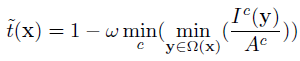 t̃(x) = 1 − ω min_c( min_{y∈Ω(x)} ( I^c(y) / A^c ))